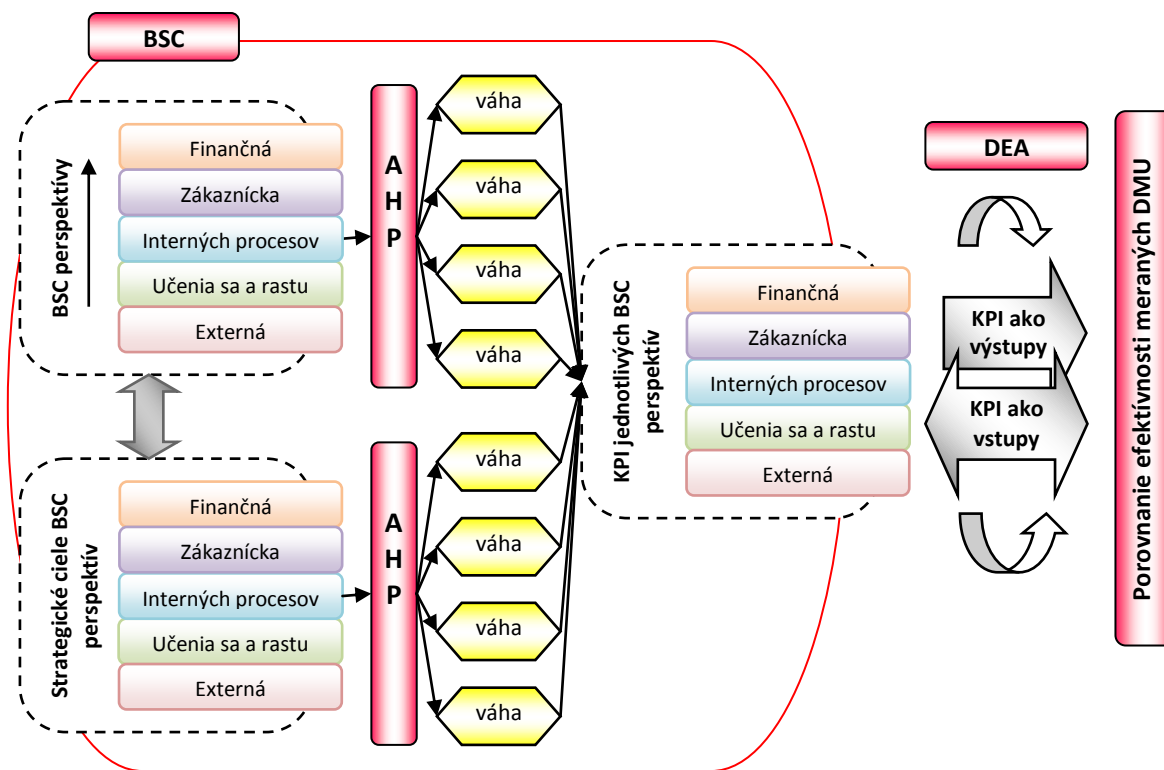 BSC
BSC perspektívy
Finančná
Zákaznícka
Interných procesov
Učenia sa a rastu
Externá
A
H
P
váha
váha
váha
váha
Strategické ciele BSC
perspektív
Finančná
Zákaznícka
Interných procesov
Učenia sa a rastu
Externá
A
H
P
váha
váha
váha
váha
KPI jednotlivých BSC
perspektív
Finančná
Zákaznícka
Interných procesov
Učenia sa a rastu
Externá
DEA
KPI ako
výstupy
KPI ako
vstupy
Porovnanie efektívnosti meraných DMU